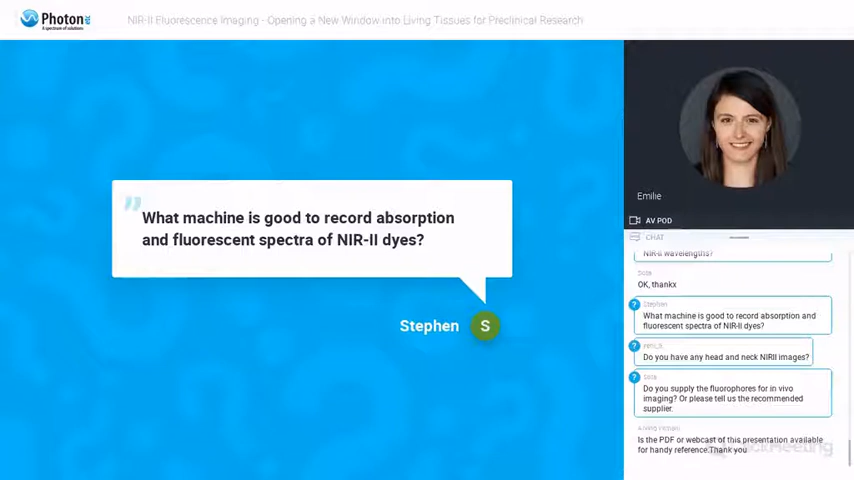 Photon etc
A spectrum of solutions.
NIR-II Fluorescence Imaging - Opening a New Window into Living Tissues for Preclinical Research
What machine is good to record absorption
and fluorescent spectra of NIR-II dyes?
Stephen S
Emilie
AV POD
CHAT
NIR-II wavelengths?
OK, thankx
? Stephen
What machine is good to record absorption and
fluorescent spectra of NIR-II dyes?
?
Do you have any head and neck NIRII images?
?
Do you supply the fluorophores for in vivo
imaging? Or please tell us the recommended
supplier.
Is the PDF or webcast of this presentation available
for handy reference.Thank you
ClickMeeting